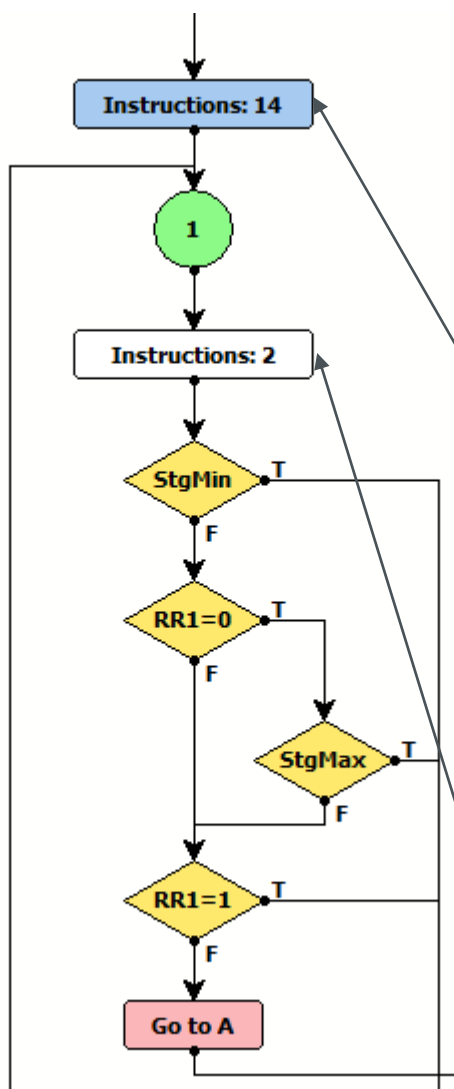 Instructions: 14
1
Instructions: 2
StgMin
T
F
RR1=0
T
F
StgMax
T
F
RR1=1
T
F
Go to A